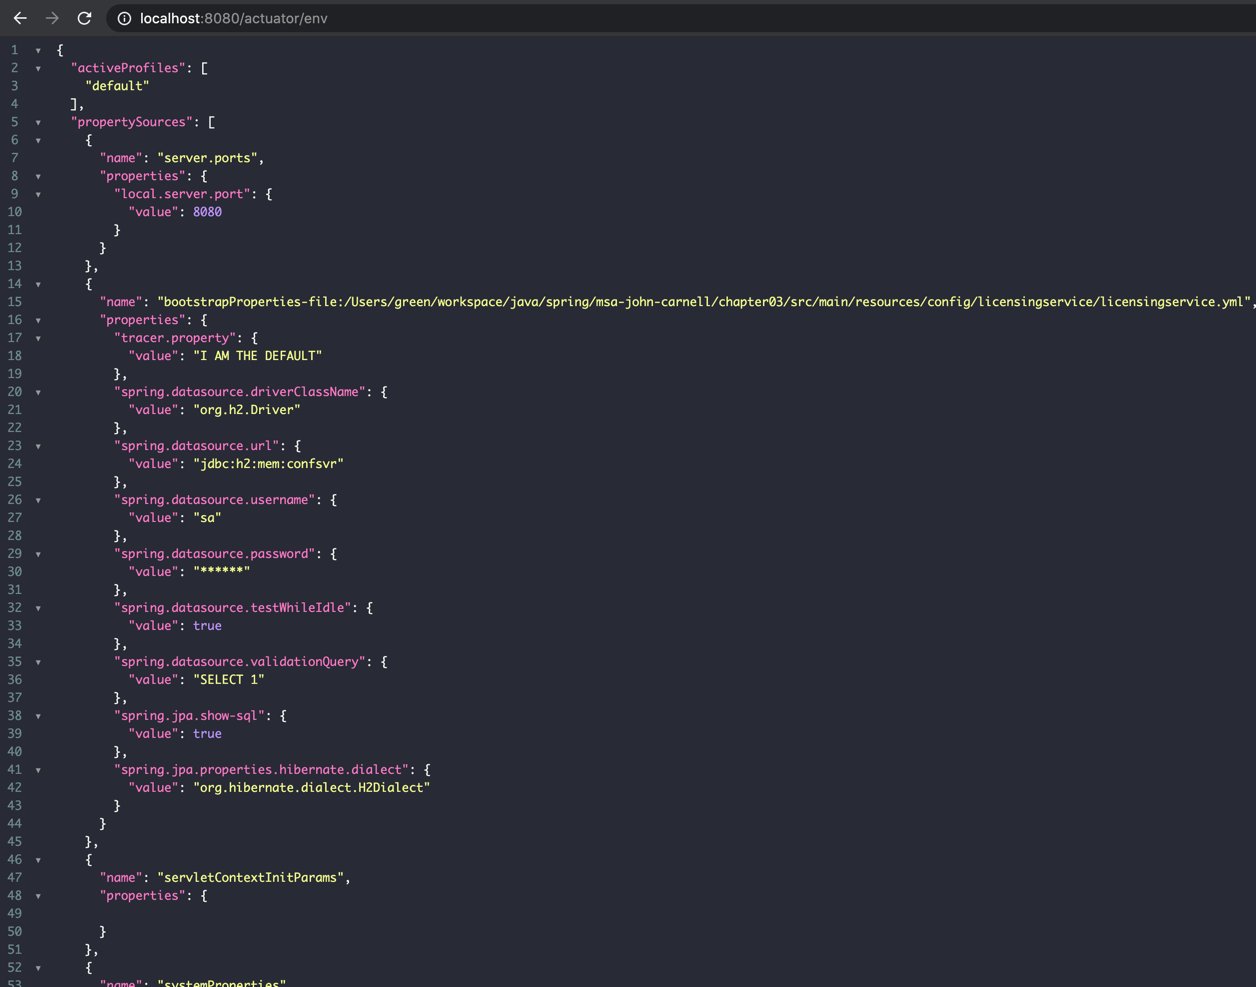 localhost:8080/actuator/env
1 {
2 "activeProfiles": [
3 "default"
4 ],
5 "propertySources": [
6 {
7 "name": "server.ports",
8 "properties": {
9 "local.server.port": {
10 "value": 8080
11 }
12 }
13 },
14 {
15 "name": "bootstrapProperties-file:/Users/green/workspace/java/spring/msa-john-carnell/chapter03/src/main/resources/config/licensingservice/licensingservice.yml",
16 "properties": {
17 "tracer.property": {
18 "value": "I AM THE DEFAULT"
19 },
20 "spring.datasource.driverClassName": {
21 "value": "org.h2.Driver"
22 },
23 "spring.datasource.url": {
24 "value": "jdbc:h2:mem:confsvr"
25 },
26 "spring.datasource.username": {
27 "value": "sa"
28 },
29 "spring.datasource.password": {
30 "value": "******"
31 },
32 "spring.datasource.testWhileIdle": {
33 "value": true
34 },
35 "spring.datasource.validationQuery": {
36 "value": "SELECT 1"
37 },
38 "spring.jpa.show-sql": {
39 "value": true
40 },
41 "spring.jpa.properties.hibernate.dialect": {
42 "value": "org.hibernate.dialect.H2Dialect"
43 }
44 }
45 },
46 {
47 "name": "servletContextInitParams",
48 "properties": {
49
50 }
51 },
52 {
53 "name": "systemProperties"